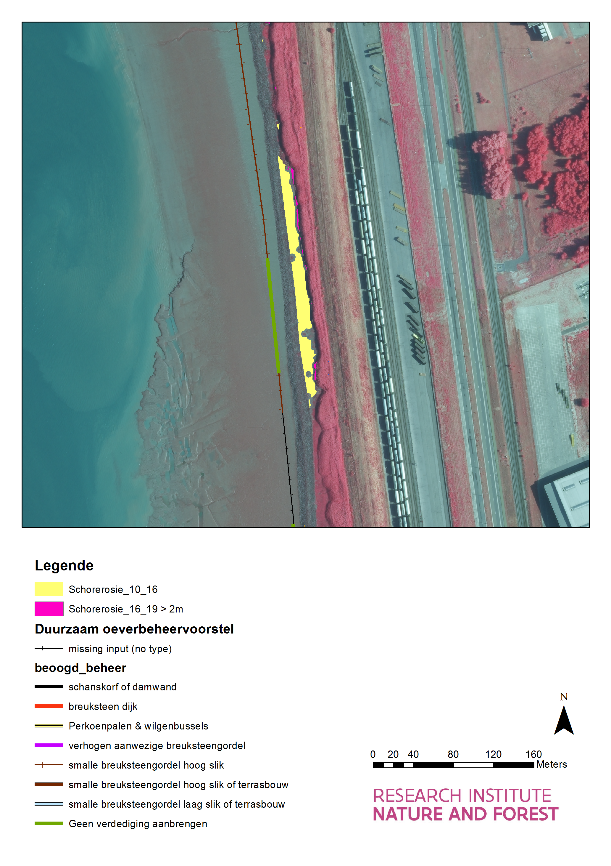 Legende
Schorerosie_10_16
Schorerosie_16_19 > 2m
Duurzaam oeverbeheervoorstel
missing input (no type)
beoogd_beheer
schanskorf of damwand
breuksteen dijk
Perkoenpalen & wilgenbussels
verhogen aanwezige breuksteengordel
smalle breuksteengordel hoog slik
smalle breuksteengordel hoog slik of terrasbouw
smalle breuksteengordel laag slik of terrasbouw
Geen verdediging aanbrengen
N
0 20 40 80 120 160
Meters
RESEARCH INSTITUTE
NATURE AND FOREST